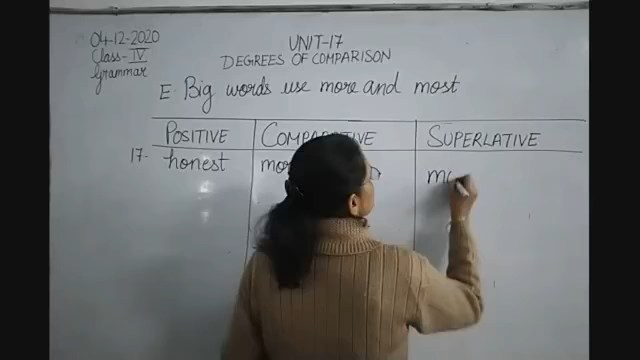 04-12-2020
Class-IV
Grammar
UNIT-17
DEGREES OF COMPARISON
E. Big words use more and most
POSITIVE SUPERLATIVE
17. honest